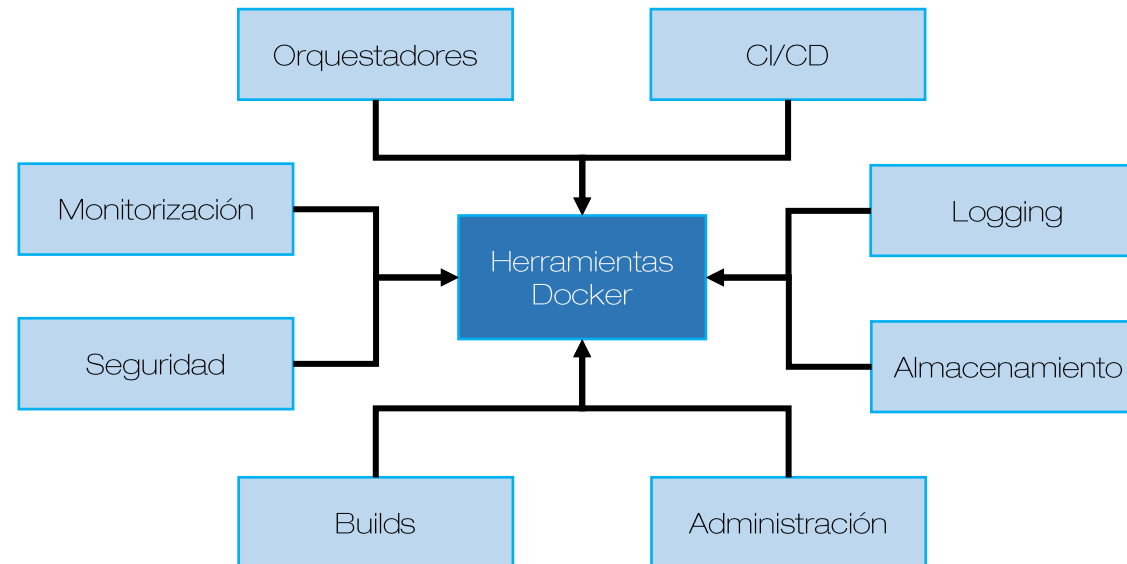 Orquestadores
CI/CD
Monitorización
Logging
Herramientas
Docker
Seguridad
Almacenamiento
Builds
Administración